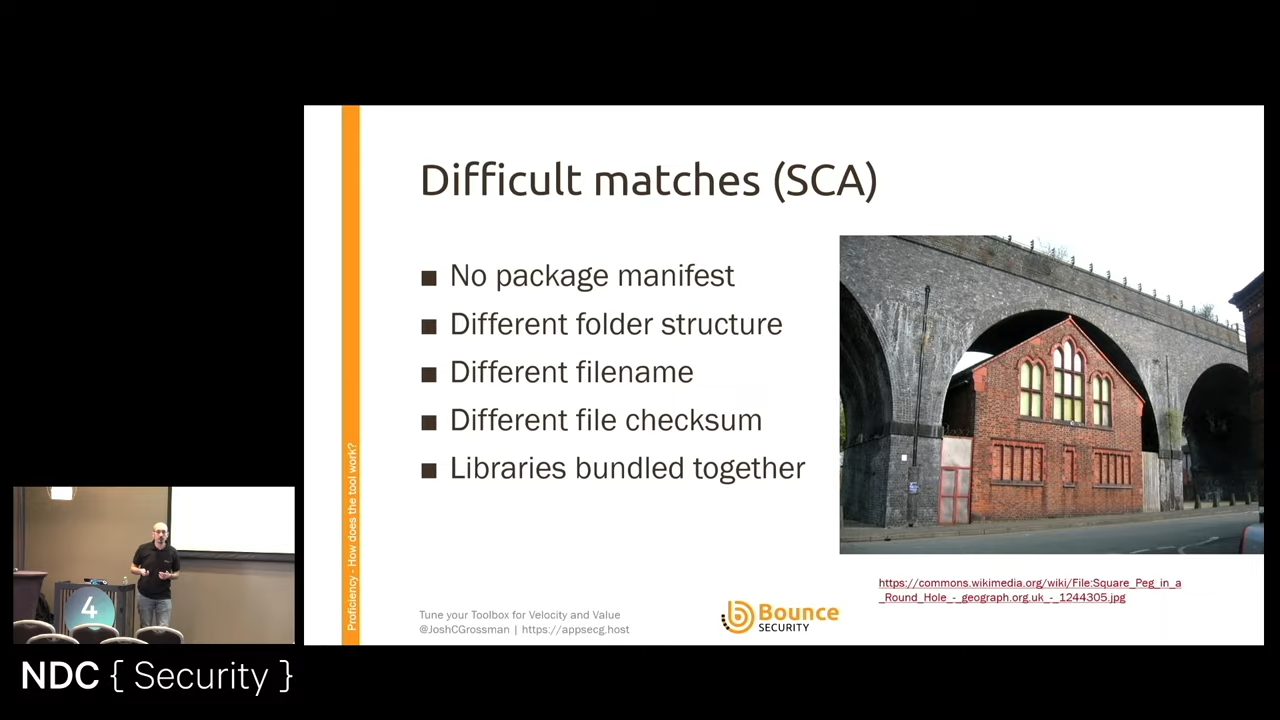 Difficult matches (SCA)
■ No package manifest
■ Different folder structure
■ Different filename
■ Different file checksum
■ Libraries bundled together
Proficiency - How does the tool work?
https://commons.wikimedia.org/wiki/File:Square_Peg_in_a
_Round_Hole_-_geograph.org.uk_-_1244305.jpg
Tune your Toolbox for Velocity and Value
@JoshCGrossman | https://appsecg.host
Bounce
SECURITY
4
NDC { Security }